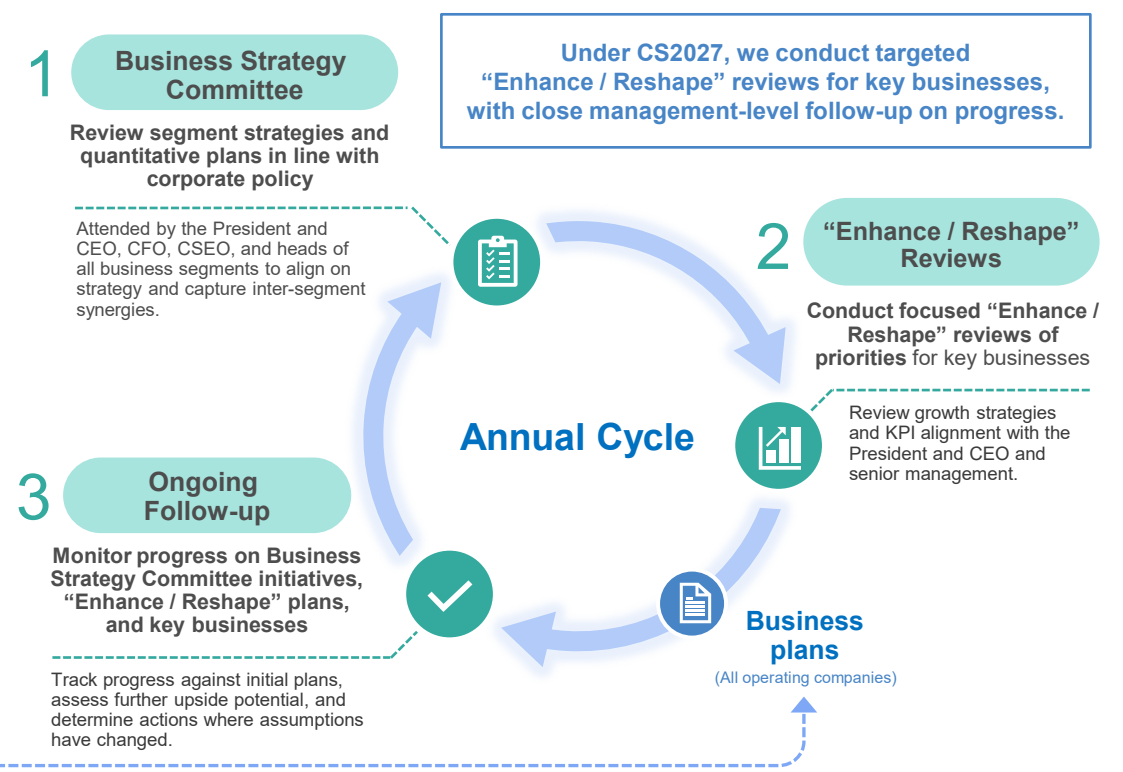 1
Business Strategy
Committee
Review segment strategies and
quantitative plans in line with
corporate policy
Attended by the President and
CEO, CFO, CSEO, and heads of
all business segments to align on
strategy and capture inter-segment
synergies.
Under CS2027, we conduct targeted
“Enhance / Reshape” reviews for key businesses,
with close management-level follow-up on progress.
2
“Enhance / Reshape”
Reviews
Conduct focused “Enhance /
Reshape” reviews of
priorities for key businesses
Review growth strategies
and KPI alignment with the
President and CEO and
senior management.
Annual Cycle
3
Ongoing
Follow-up
Monitor progress on Business
Strategy Committee initiatives,
“Enhance / Reshape” plans,
and key businesses
Track progress against initial plans,
assess further upside potential, and
determine actions where assumptions
have changed.
Business
plans
(All operating companies)